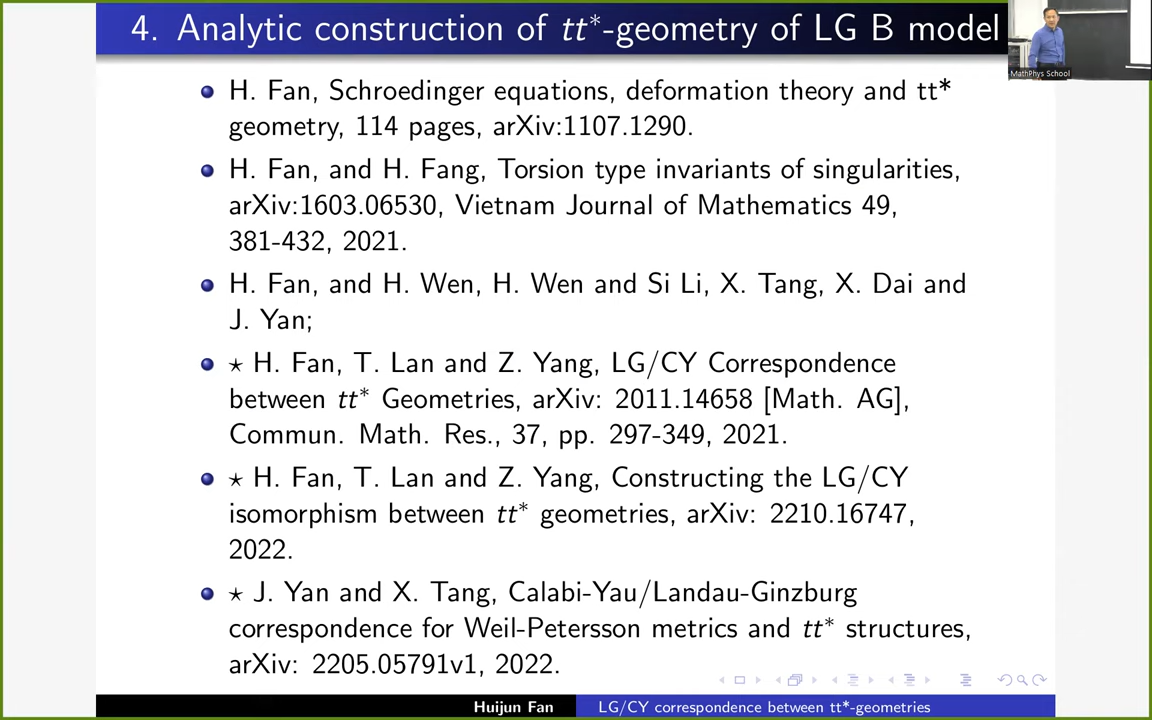 4. Analytic construction of tt*-geometry of LG B model
MathPhys School
H. Fan, Schroedinger equations, deformation theory and tt*
geometry, 114 pages, arXiv:1107.1290.
H. Fan, and H. Fang, Torsion type invariants of singularities,
arXiv:1603.06530, Vietnam Journal of Mathematics 49,
381-432, 2021.
H. Fan, and H. Wen, H. Wen and Si Li, X. Tang, X. Dai and
J. Yan;
⋆ H. Fan, T. Lan and Z. Yang, LG/CY Correspondence
between tt* Geometries, arXiv: 2011.14658 [Math. AG],
Commun. Math. Res., 37, pp. 297-349, 2021.
⋆ H. Fan, T. Lan and Z. Yang, Constructing the LG/CY
isomorphism between tt* geometries, arXiv: 2210.16747,
2022.
⋆ J. Yan and X. Tang, Calabi-Yau/Landau-Ginzburg
correspondence for Weil-Petersson metrics and tt* structures,
arXiv: 2205.05791v1, 2022.
Huijun Fan
LG/CY correspondence between tt*-geometries